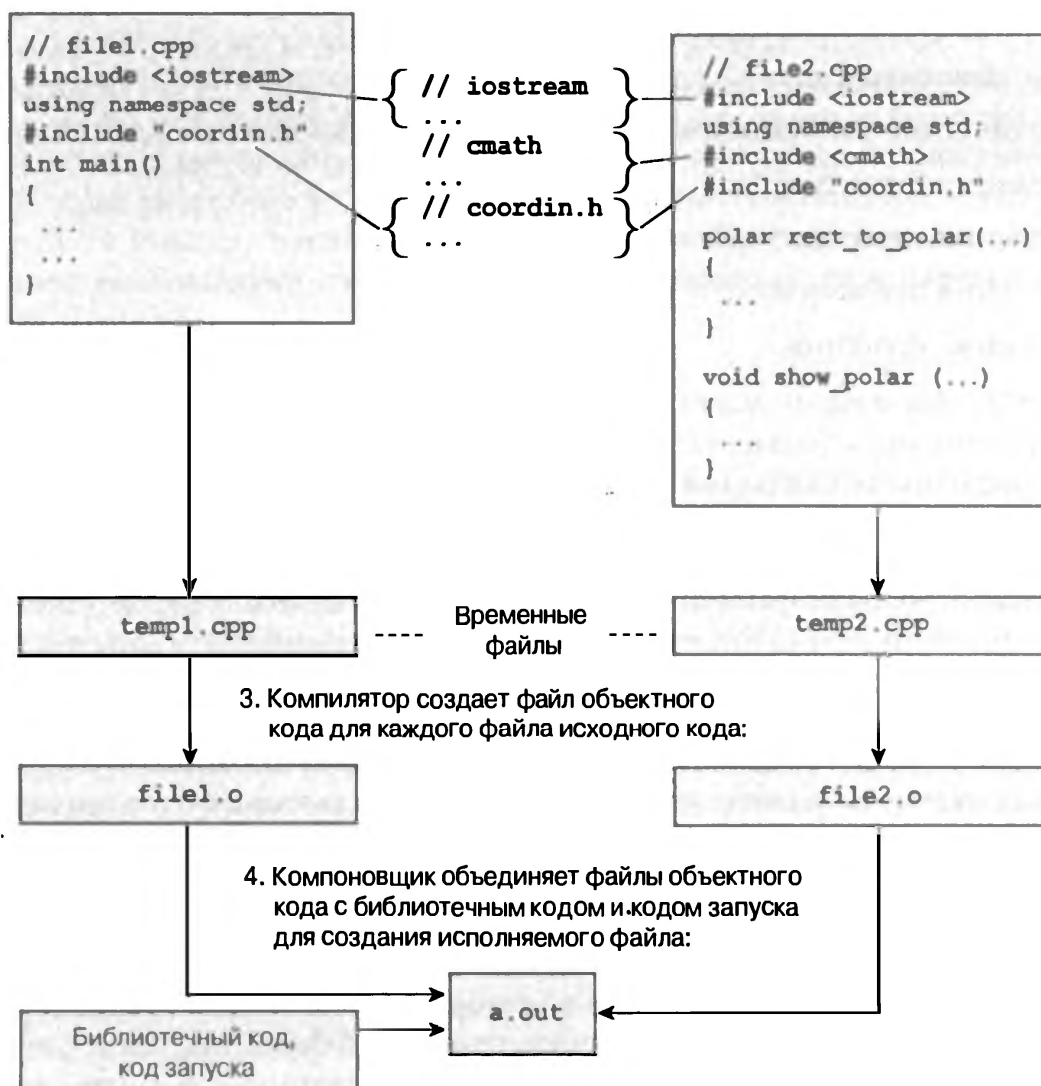 // file1.cpp
#include <iostream>
using namespace std;
#include "coordin.h"
int main()
{
...
...
}
// iostream
...
// cmath
...
// coordin.h
...
// file2.cpp
#include <iostream>
using namespace std;
#include <cmath>
#include "coordin.h"
polar rect_to_polar(...)
{
...
}
void show_polar (...)
{
...
}
temp1.cpp
Временные
файлы
temp2.cpp
3. Компилятор создает файл объектного
кода для каждого файла исходного кода:
file1.o
file2.o
4. Компоновщик объединяет файлы объектного
кода с библиотечным кодом и кодом запуска
для создания исполняемого файла:
a.out
Библиотечный код,
код запуска